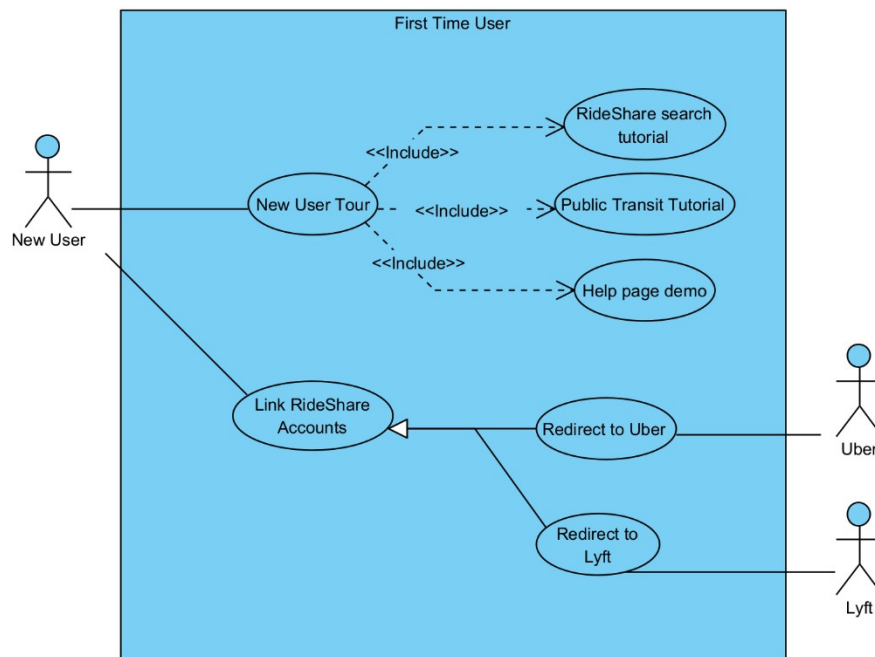 First Time User
RideShare search
tutorial
<<Include>>
New User Tour
<<Include>>
Public Transit Tutorial
New User
<<Include>>
Help page demo
Link RideShare
Accounts
Redirect to Uber
Uber
Redirect to
Lyft
Lyft